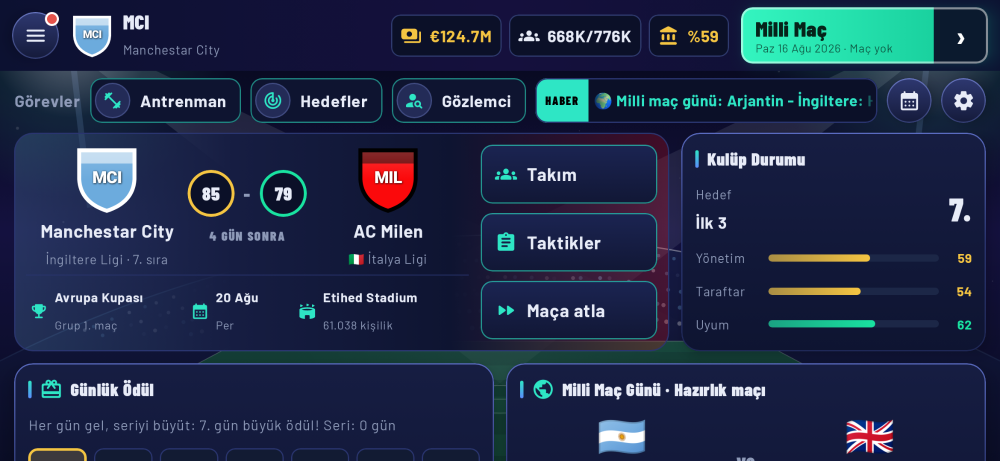 MCI
MCI
Manchestar City
€124.7M
668K/776K
%59
Milli Maç
Paz 16 Ağu 2026 · Maç yok
Görevler
Antrenman
Hedefler
Gözlemci
HABER
Milli maç günü: Arjantin - İngiltere:
MCI
85 - 79
MIL
Manchestar City
4 GÜN SONRA
AC Milen
İngiltere Ligi · 7. sıra
İtalya Ligi
Avrupa Kupası
Grup 1. maç
20 Ağu
Per
Etihed Stadium
61.038 kişilik
Takım
Taktikler
Maça atla
Kulüp Durumu
Hedef
İlk 3
7.
Yönetim 59
Taraftar 54
Uyum 62
Günlük Ödül
Her gün gel, seriyi büyüt: 7. gün büyük ödül! Seri: 0 gün
Milli Maç Günü · Hazırlık maçı